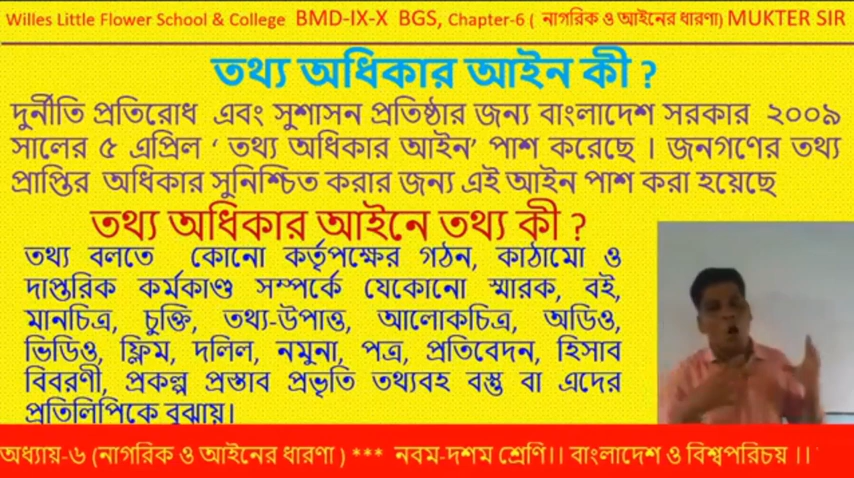 Willes Little Flower School & College BMD-IX-X BGS, Chapter-6 ( নাগরিক ও আইনের ধারণা) MUKTER SIR
তথ্য অধিকার আইন কী ?
দুর্নীতি প্রতিরোধ এবং সুশাসন প্রতিষ্ঠার জন্য বাংলাদেশ সরকার ২০০৯
সালের ৫ এপ্রিল ‘ তথ্য অধিকার আইন’ পাশ করেছে । জনগণের তথ্য
প্রাপ্তির অধিকার সুনিশ্চিত করার জন্য এই আইন পাশ করা হয়েছে
তথ্য অধিকার আইনে তথ্য কী ?
তথ্য বলতে কোনো কর্তৃপক্ষের গঠন, কাঠামো ও
দাপ্তরিক কর্মকাণ্ড সম্পর্কে যেকোনো স্মারক, বই,
মানচিত্র, চুক্তি, তথ্য-উপাত্ত, আলোকচিত্র, অডিও,
ভিডিও, ফ্লিম, দলিল, নমুনা, পত্র, প্রতিবেদন, হিসাব
বিবরণী, প্রকল্প প্রস্তাব প্রভৃতি তথ্যবহ বস্তু বা এদের
প্রতিলিপিকে বুঝায়।
অধ্যায়-৬ (নাগরিক ও আইনের ধারণা ) *** নবম-দশম শ্রেণি।। বাংলাদেশ ও বিশ্বপরিচয় ।।